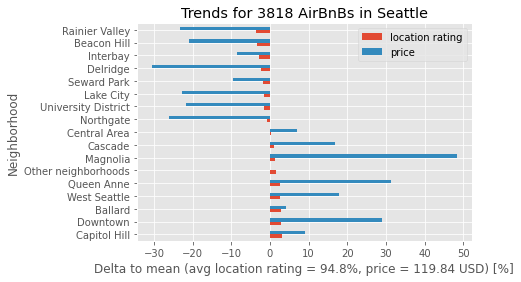 Trends for 3818 AirBnBs in Seattle
location rating
price
Neighborhood
Rainier Valley
Beacon Hill
Interbay
Delridge
Seward Park
Lake City
University District
Northgate
Central Area
Cascade
Magnolia
Other neighborhoods
Queen Anne
West Seattle
Ballard
Downtown
Capitol Hill
−30 −20 −10 0 10 20 30 40 50
Delta to mean (avg location rating = 94.8%, price = 119.84 USD) [%]